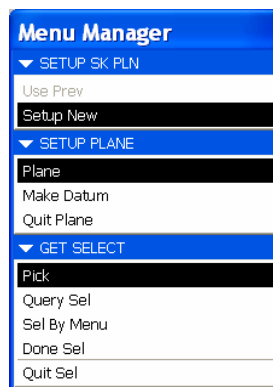 Menu Manager
SETUP SK PLN
Use Prev
Setup New
SETUP PLANE
Plane
Make Datum
Quit Plane
GET SELECT
Pick
Query Sel
Sel By Menu
Done Sel
Quit Sel